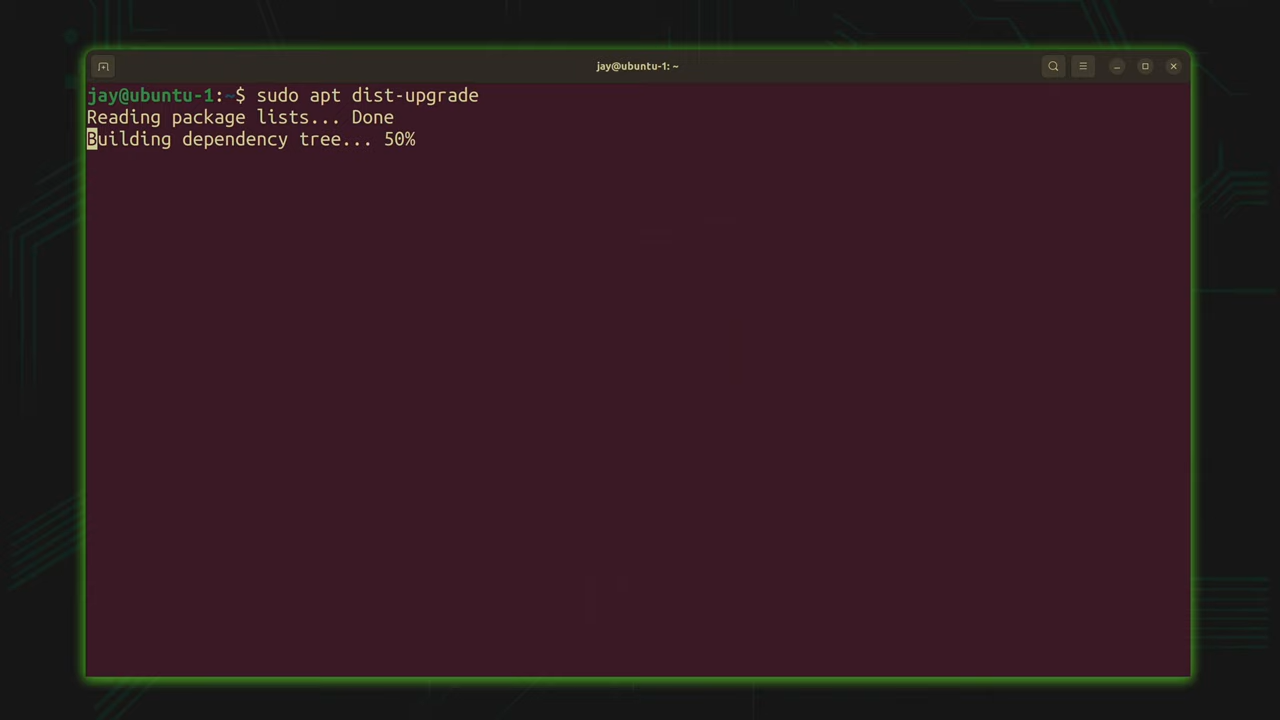 jay@ubuntu-1: ~
jay@ubuntu-1:~$ sudo apt dist-upgrade
Reading package lists... Done
Building dependency tree... 50%